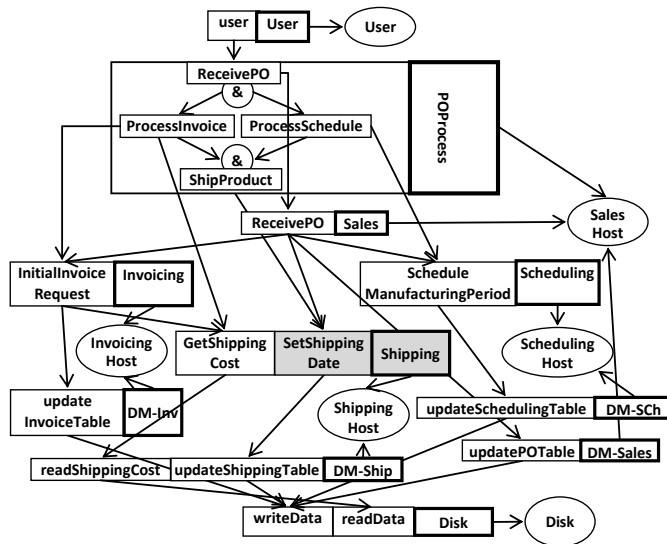 user User User
ReceivePO
&
ProcessInvoice ProcessSchedule
POProcess
&
ShipProduct
ReceivePO Sales
Sales
Host
InitialInvoice
Request
Invoicing
Schedule
ManufacturingPeriod
Scheduling
Invoicing
Host
GetShipping
Cost
SetShipping
Date
Shipping
Scheduling
Host
update
InvoiceTable
DM-Inv
Shipping
Host
updateSchedulingTable DM-SCh
updatePOTable DM-Sales
readShippingCost updateShippingTable DM-Ship
writeData readData Disk Disk